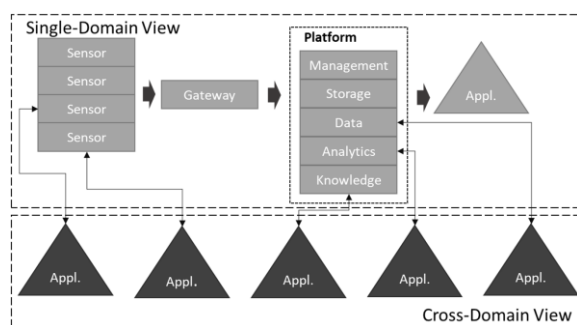 Single-Domain View
Sensor
Sensor
Sensor
Sensor
Gateway
Platform
Management
Storage
Data
Analytics
Knowledge
Appl.
Appl.
Appl.
Appl.
Appl.
Appl.
Cross-Domain View